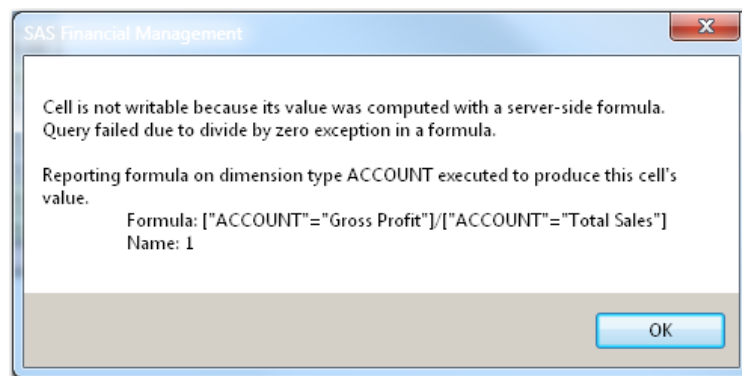 SAS Financial Management
Cell is not writable because its value was computed with a server-side formula.
Query failed due to divide by zero exception in a formula.
Reporting formula on dimension type ACCOUNT executed to produce this cell's
value.
Formula: ["ACCOUNT"="Gross Profit"]/["ACCOUNT"="Total Sales"]
Name: 1
OK